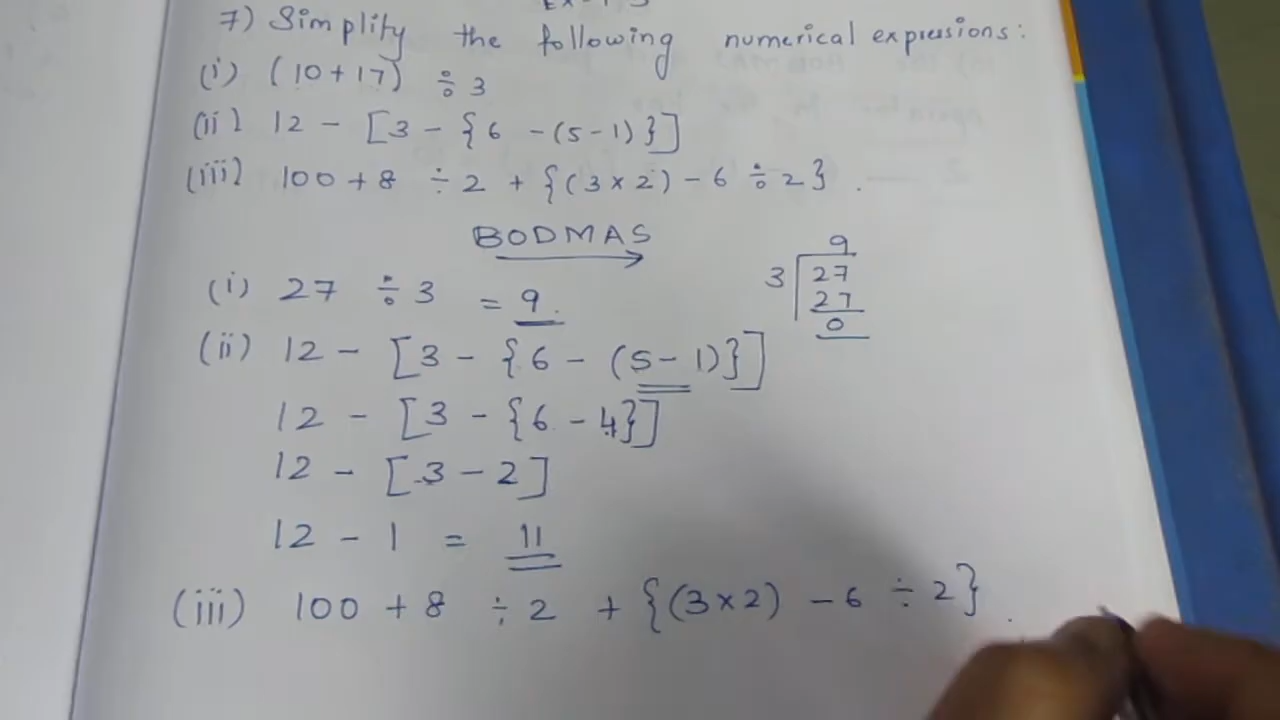 7) Simplify the following numerical expressions:
(i) (10+17) ÷ 3
(ii) 12 - [3 - {6 - (5-1)}]
(iii) 100 + 8 ÷ 2 + {(3 × 2) - 6 ÷ 2} .
BODMAS
(i) 27 ÷ 3 = 9.
9
3 27
27
0
(ii) 12 - [3 - {6 - (5-1)}]
12 - [3 - {6 - 4}]
12 - [3 - 2]
12 - 1 = 11
(iii) 100 + 8 ÷ 2 + {(3×2) - 6 ÷ 2} .